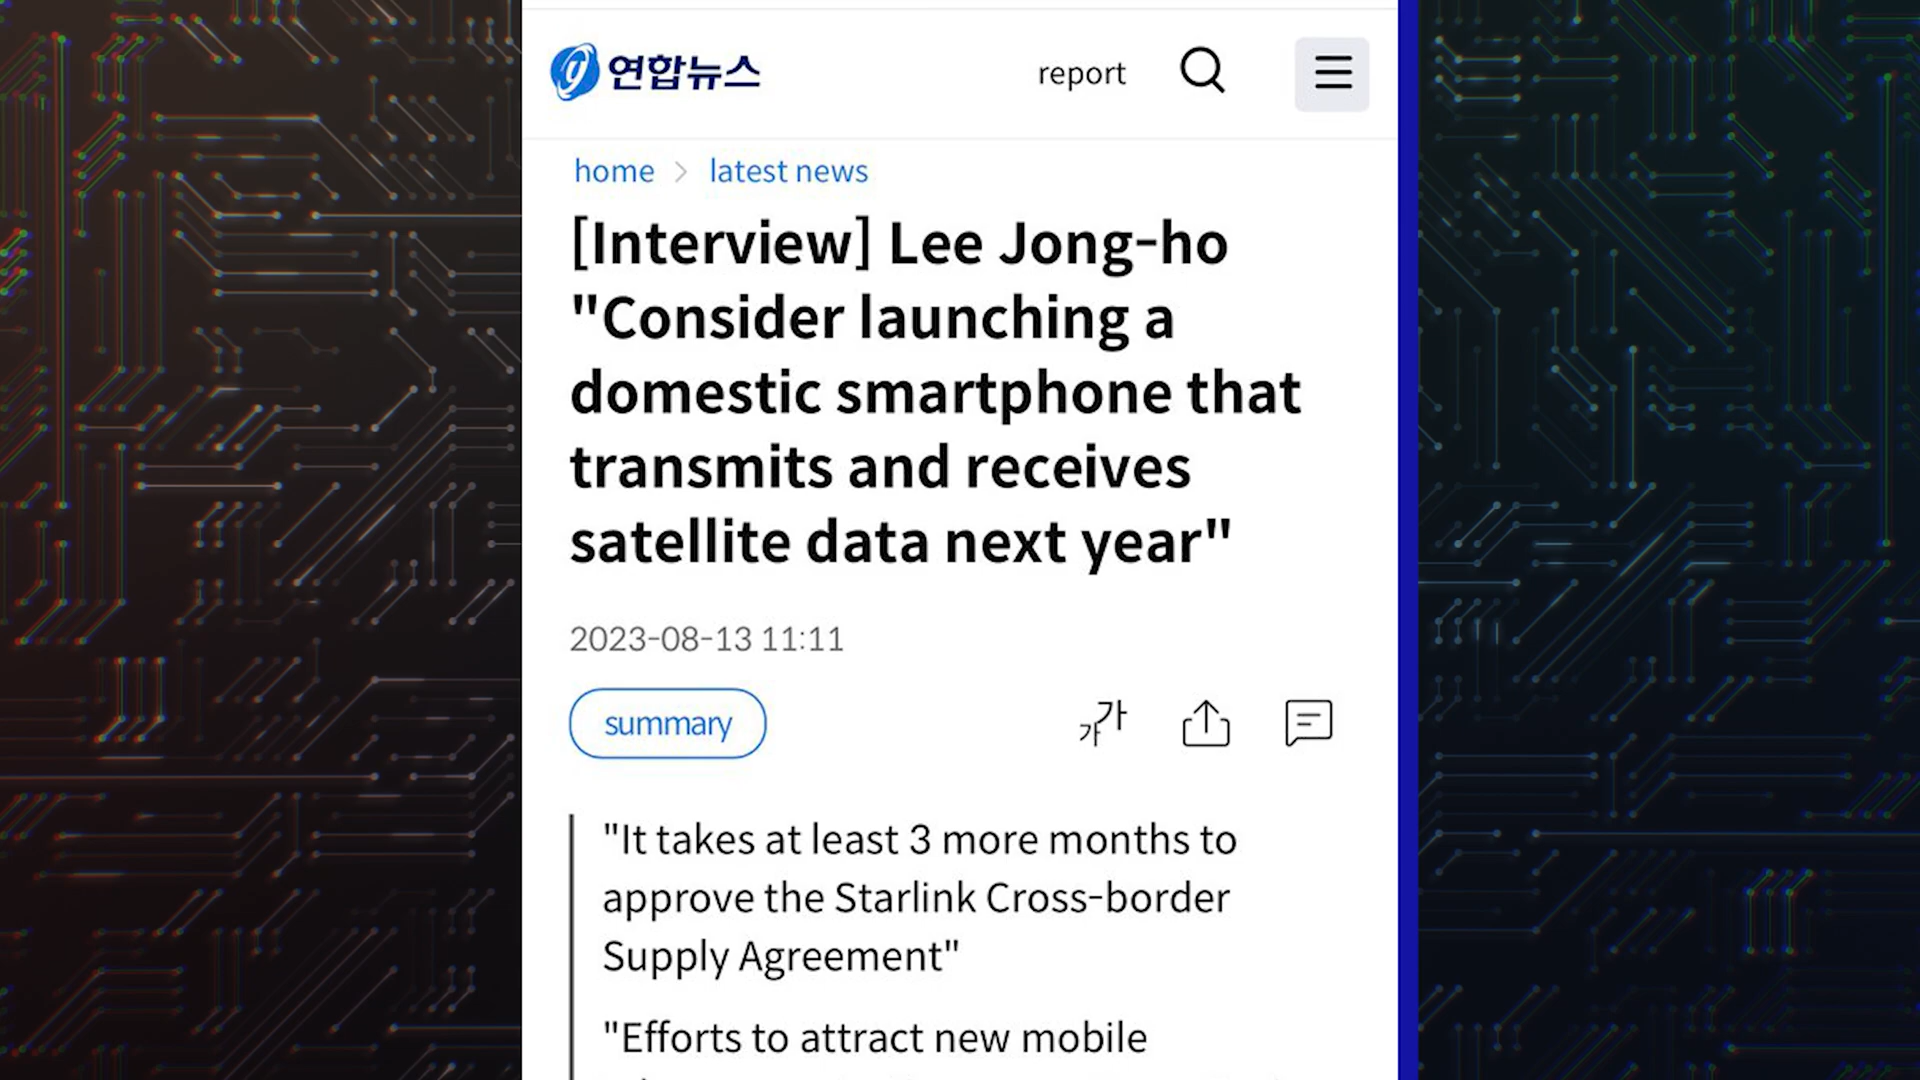 연합뉴스
report
home > latest news
[Interview] Lee Jong-ho
"Consider launching a
domestic smartphone that
transmits and receives
satellite data next year"
2023-08-13 11:11
summary
가가
"It takes at least 3 more months to
approve the Starlink Cross-border
Supply Agreement"
"Efforts to attract new mobile